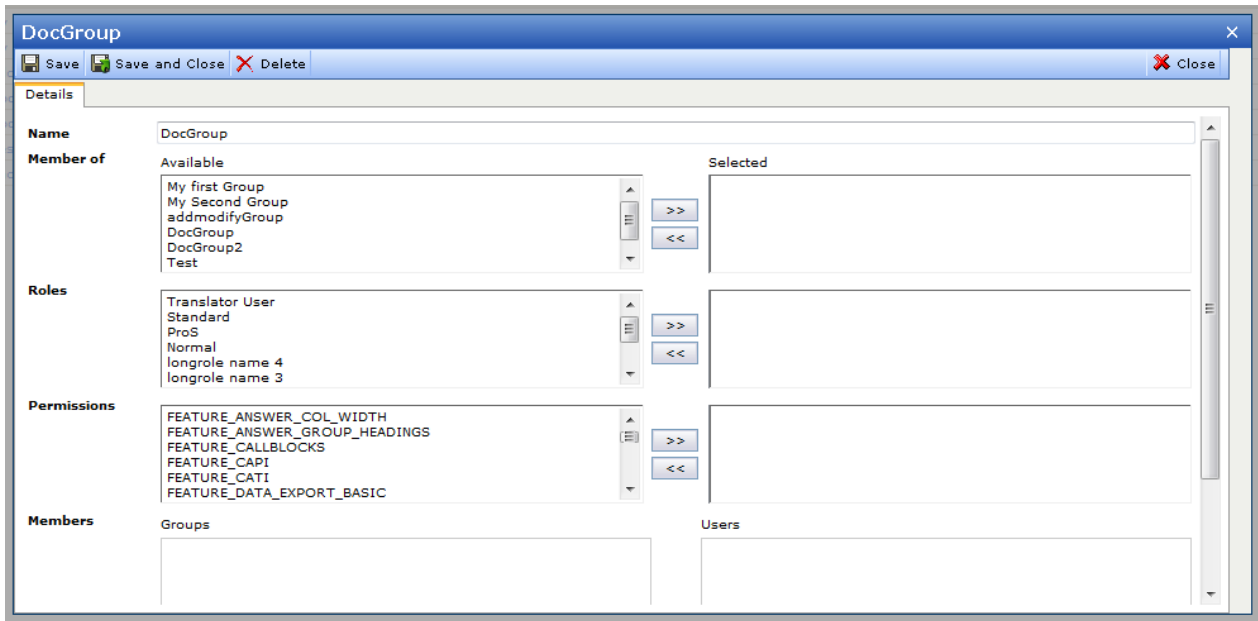 DocGroup
Save Save and Close Delete Close
Details
Name DocGroup
Member of Available Selected
My first Group
My Second Group
addmodifyGroup
DocGroup
DocGroup2
Test
>>
<<
Roles
Translator User
Standard
ProS
Normal
longrole name 4
longrole name 3
>>
<<
Permissions
FEATURE_ANSWER_COL_WIDTH
FEATURE_ANSWER_GROUP_HEADINGS
FEATURE_CALLBLOCKS
FEATURE_CAPI
FEATURE_CATI
FEATURE_DATA_EXPORT_BASIC
>>
<<
Members Groups Users